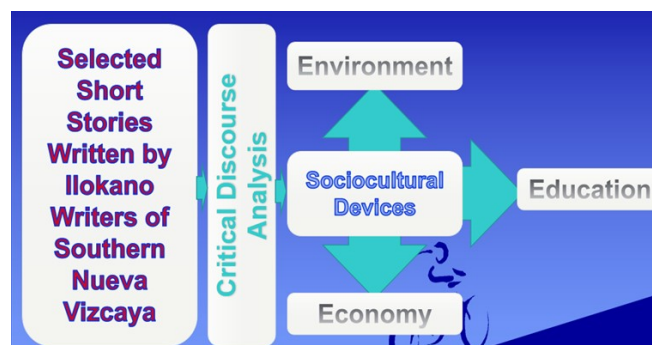 Selected
Short
Stories
Written by
Ilokano
Writers of
Southern
Nueva
Vizcaya
Critical Discourse
Analysis
Environment
Sociocultural
Devices
Education
Economy